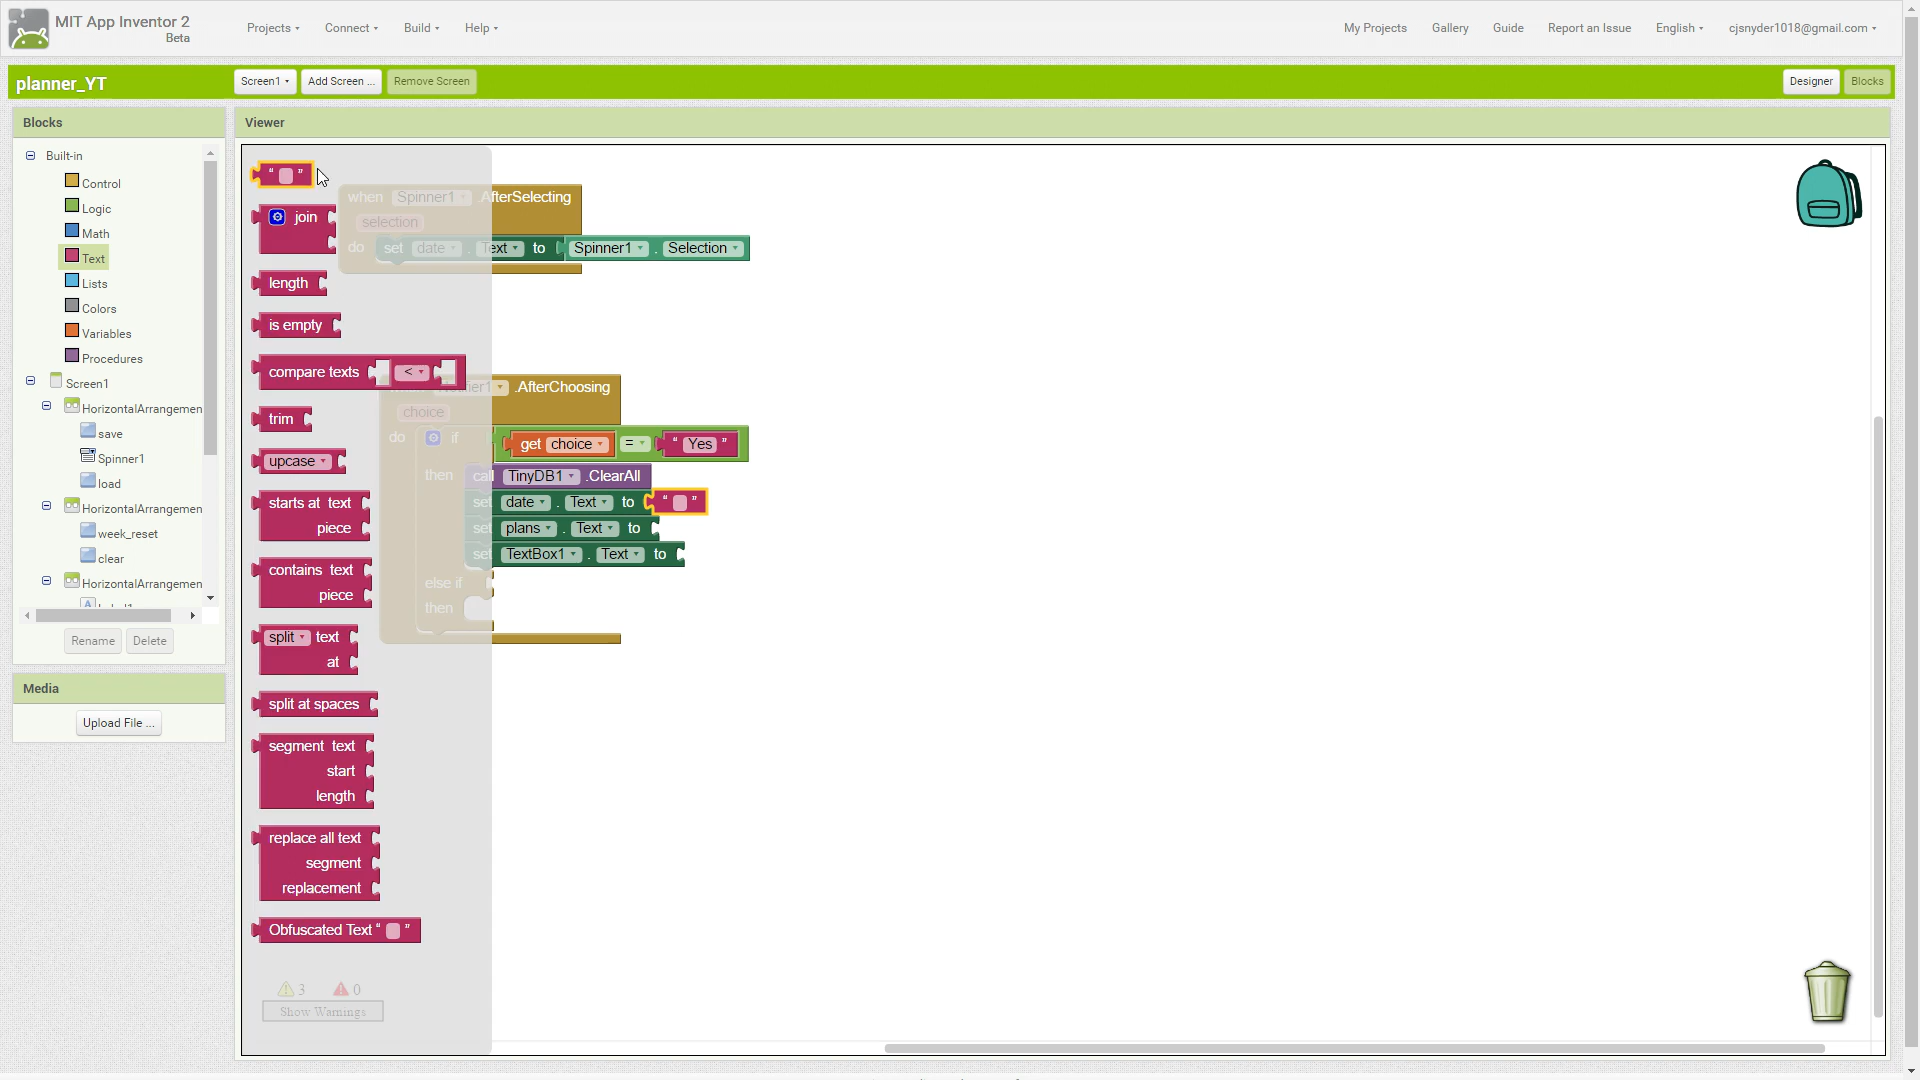 MIT App Inventor 2
Beta
Projects
Connect
Build
Help
My Projects
Gallery
Guide
Report an Issue
English
cjsnyder1018@gmail.com
planner_YT
Screen1
Add Screen ...
Remove Screen
Designer
Blocks
Blocks
Built-in
Control
Logic
Math
Text
Lists
Colors
Variables
Procedures
Screen1
HorizontalArrangemen
save
Spinner1
load
HorizontalArrangemen
week_reset
clear
HorizontalArrangemen
Rename
Delete
Media
Upload File ...
Viewer
" "
join
length
is empty
compare texts <
trim
upcase
starts at text
piece
contains text
piece
split text
at
split at spaces
segment text
start
length
replace all text
segment
replacement
Obfuscated Text " "
3 0
Show Warnings
when Spinner1 .AfterSelecting
selection
do set date . Text to Spinner1 . Selection
.AfterChoosing
choice
do if get choice = " Yes "
then call TinyDB1 .ClearAll
set date . Text to " "
set plans . Text to
set TextBox1 . Text to
else if
then